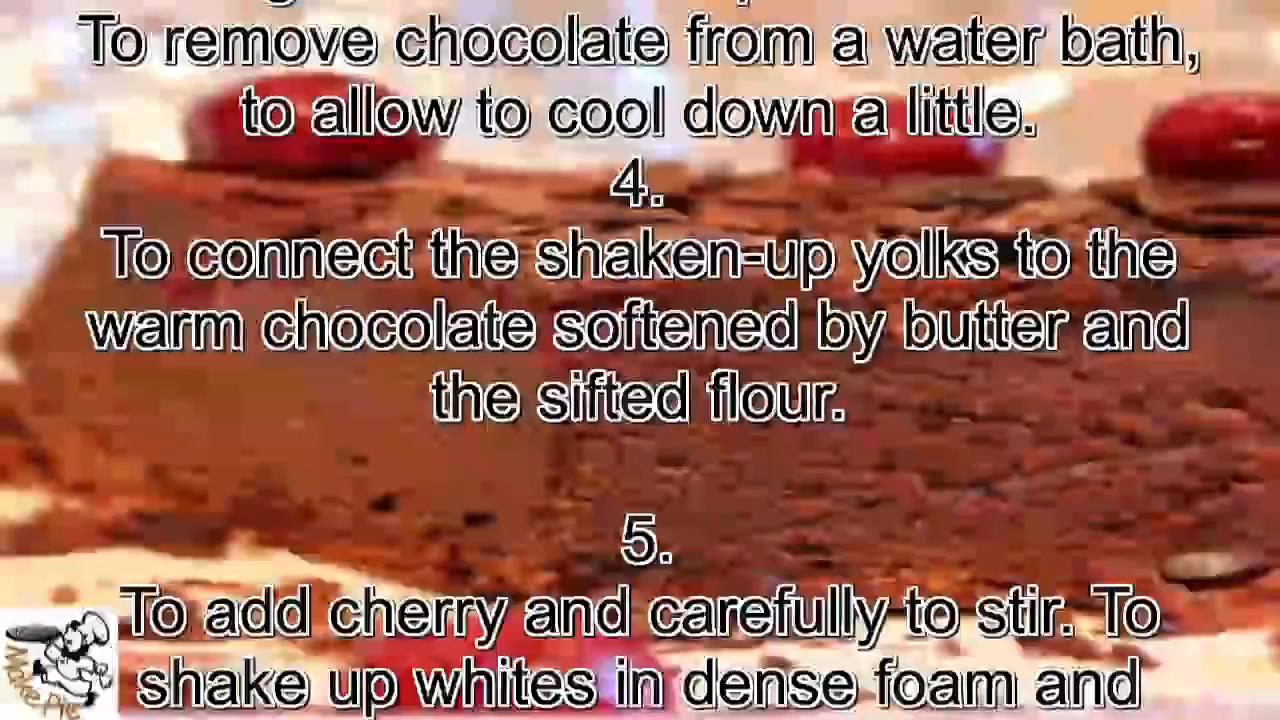 To remove chocolate from a water bath,
to allow to cool down a little.
4.
To connect the shaken-up yolks to the
warm chocolate softened by butter and
the sifted flour.
5.
To add cherry and carefully to stir. To
shake up whites in dense foam and
Make Pie